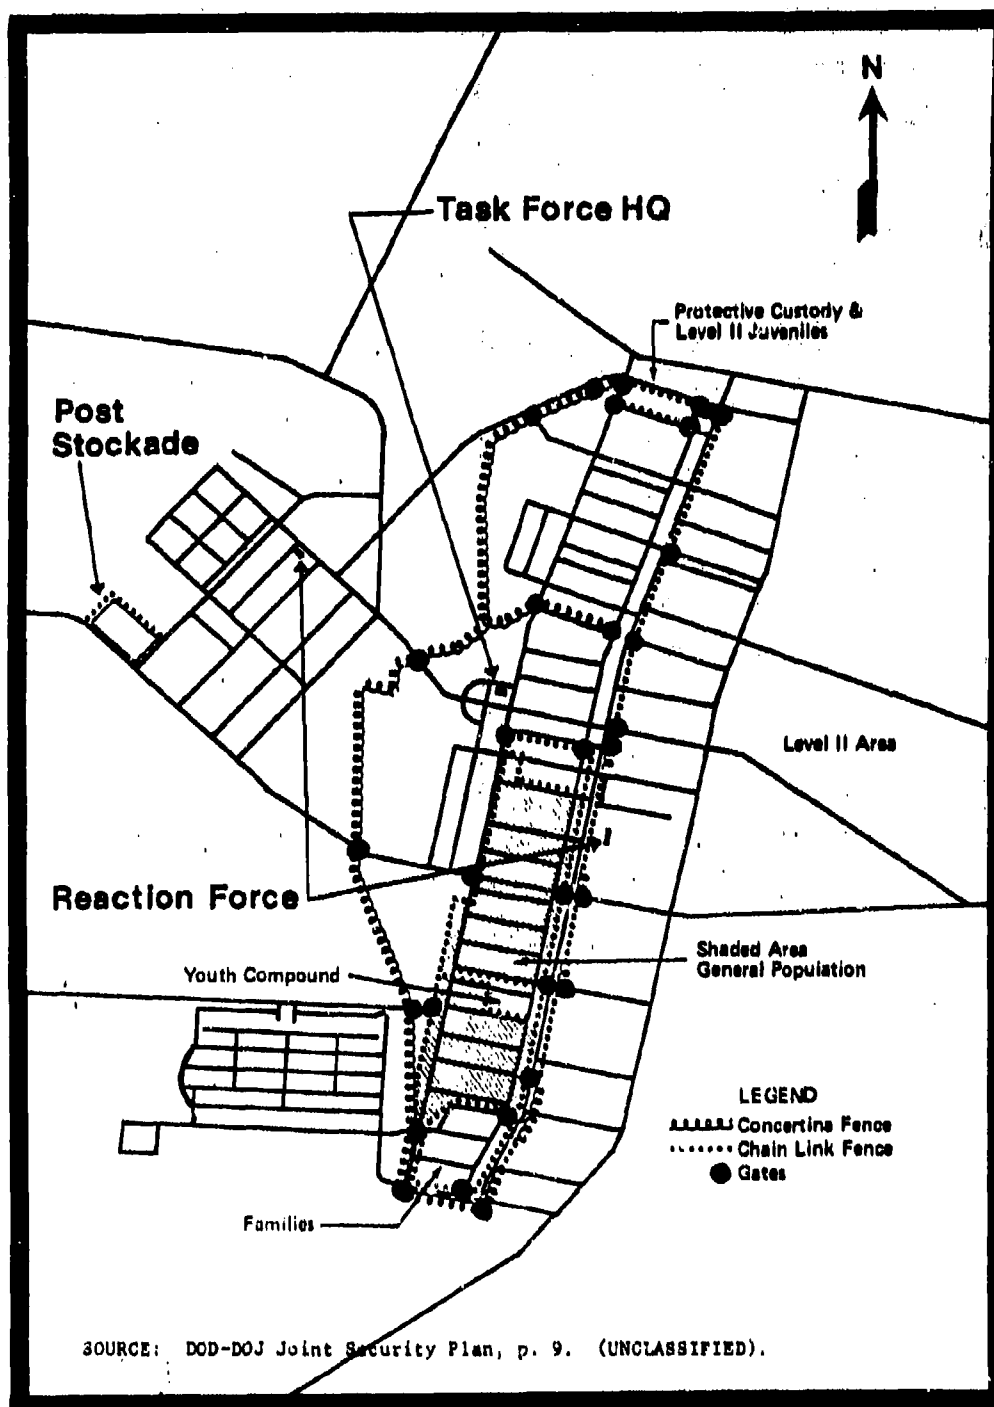 N
Task Force HQ
Protective Custody &
Level II Juveniles
Post
Stockade
Level II Area
Reaction Force
Shaded Area
General Population
Youth Compound
LEGEND
Concertina Fence
Chain Link Fence
Gates
Families
SOURCE: DOD-DOJ Joint Security Plan, p. 9. (UNCLASSIFIED).